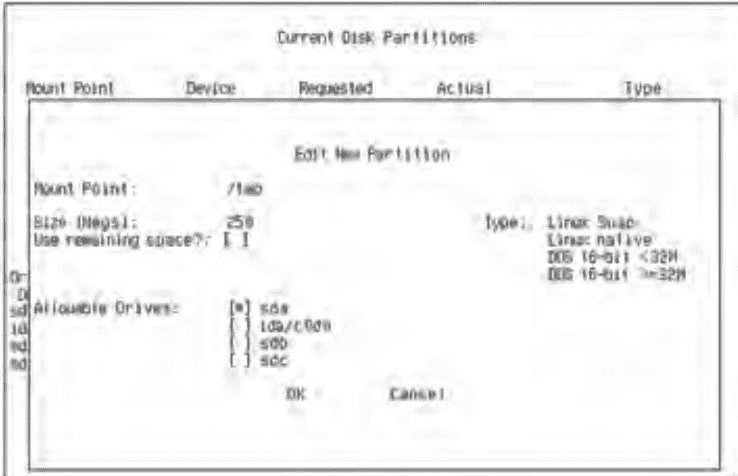 Current Disk Partitions
Mount Point Device Requested Actual Type
Edit New Partition
Mount Point:
Size (Megs): 250 Type: Linux Swap
Use remaining space?: [ ] Linux native
DOS 16-bit <32M
DOS 16-bit >=32M
Allowable Drives: [*] sda
[ ] ida/c0d0
[ ] sdb
[ ] sdc
OK Cancel